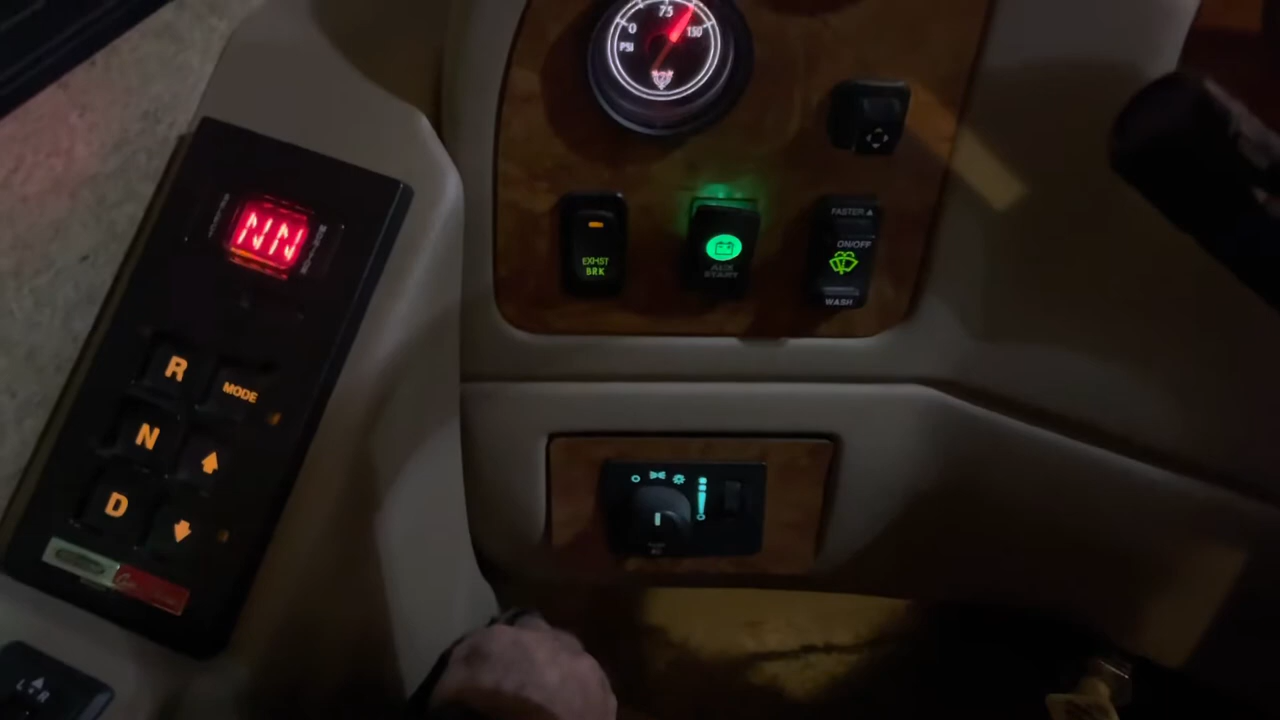 75
0
150
PSI
NN
EXHST
BRK
AUX
START
FASTER ▲
ON/OFF
WASH
R
MODE
N
D
L
R